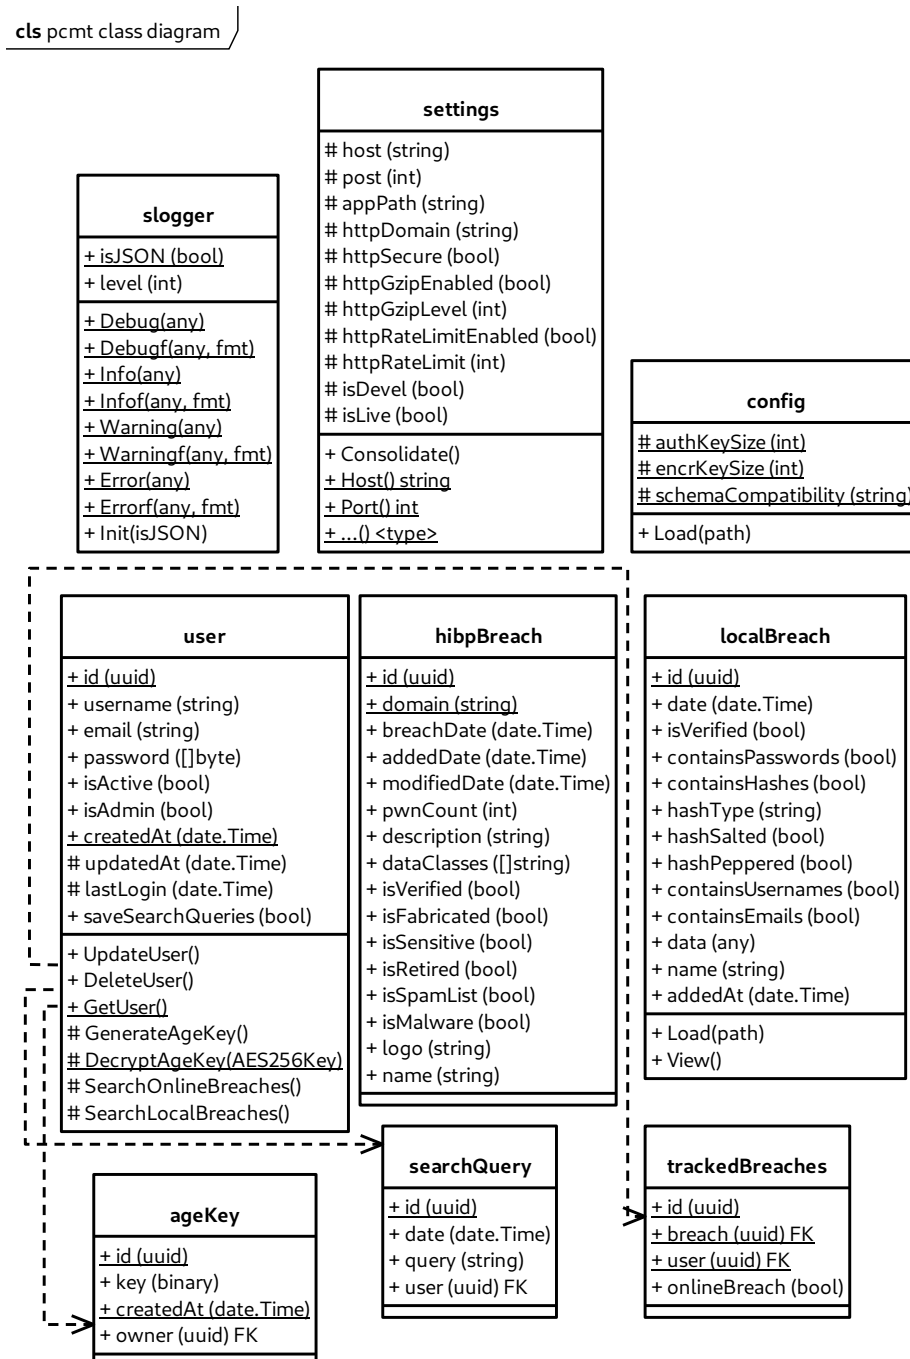 cls pcmt class diagram
settings
# host (string)
# post (int)
# appPath (string)
# httpDomain (string)
# httpSecure (bool)
# httpGzipEnabled (bool)
# httpGzipLevel (int)
# httpRateLimitEnabled (bool)
# httpRateLimit (int)
# isDevel (bool)
# isLive (bool)
+ Consolidate()
+ Host() string
+ Port() int
+ ...() <type>
slogger
+ isJSON (bool)
+ level (int)
+ Debug(any)
+ Debugf(any, fmt)
+ Info(any)
+ Infof(any, fmt)
+ Warning(any)
+ Warningf(any, fmt)
+ Error(any)
+ Errorf(any, fmt)
+ Init(isJSON)
config
# authKeySize (int)
# encrKeySize (int)
# schemaCompatibility (string)
+ Load(path)
user
+ id (uuid)
+ username (string)
+ email (string)
+ password ([]byte)
+ isActive (bool)
+ isAdmin (bool)
+ createdAt (date.Time)
# updatedAt (date.Time)
# lastLogin (date.Time)
+ saveSearchQueries (bool)
+ UpdateUser()
+ DeleteUser()
+ GetUser()
# GenerateAgeKey()
# DecryptAgeKey(AES256Key)
# SearchOnlineBreaches()
# SearchLocalBreaches()
hibpBreach
+ id (uuid)
+ domain (string)
+ breachDate (date.Time)
+ addedDate (date.Time)
+ modifiedDate (date.Time)
+ pwnCount (int)
+ description (string)
+ dataClasses ([]string)
+ isVerified (bool)
+ isFabricated (bool)
+ isSensitive (bool)
+ isRetired (bool)
+ isSpamList (bool)
+ isMalware (bool)
+ logo (string)
+ name (string)
localBreach
+ id (uuid)
+ date (date.Time)
+ isVerified (bool)
+ containsPasswords (bool)
+ containsHashes (bool)
+ hashType (string)
+ hashSalted (bool)
+ hashPeppered (bool)
+ containsUsernames (bool)
+ containsEmails (bool)
+ data (any)
+ name (string)
+ addedAt (date.Time)
+ Load(path)
+ View()
ageKey
+ id (uuid)
+ key (binary)
+ createdAt (date.Time)
+ owner (uuid) FK
searchQuery
+ id (uuid)
+ date (date.Time)
+ query (string)
+ user (uuid) FK
trackedBreaches
+ id (uuid)
+ breach (uuid) FK
+ user (uuid) FK
+ onlineBreach (bool)